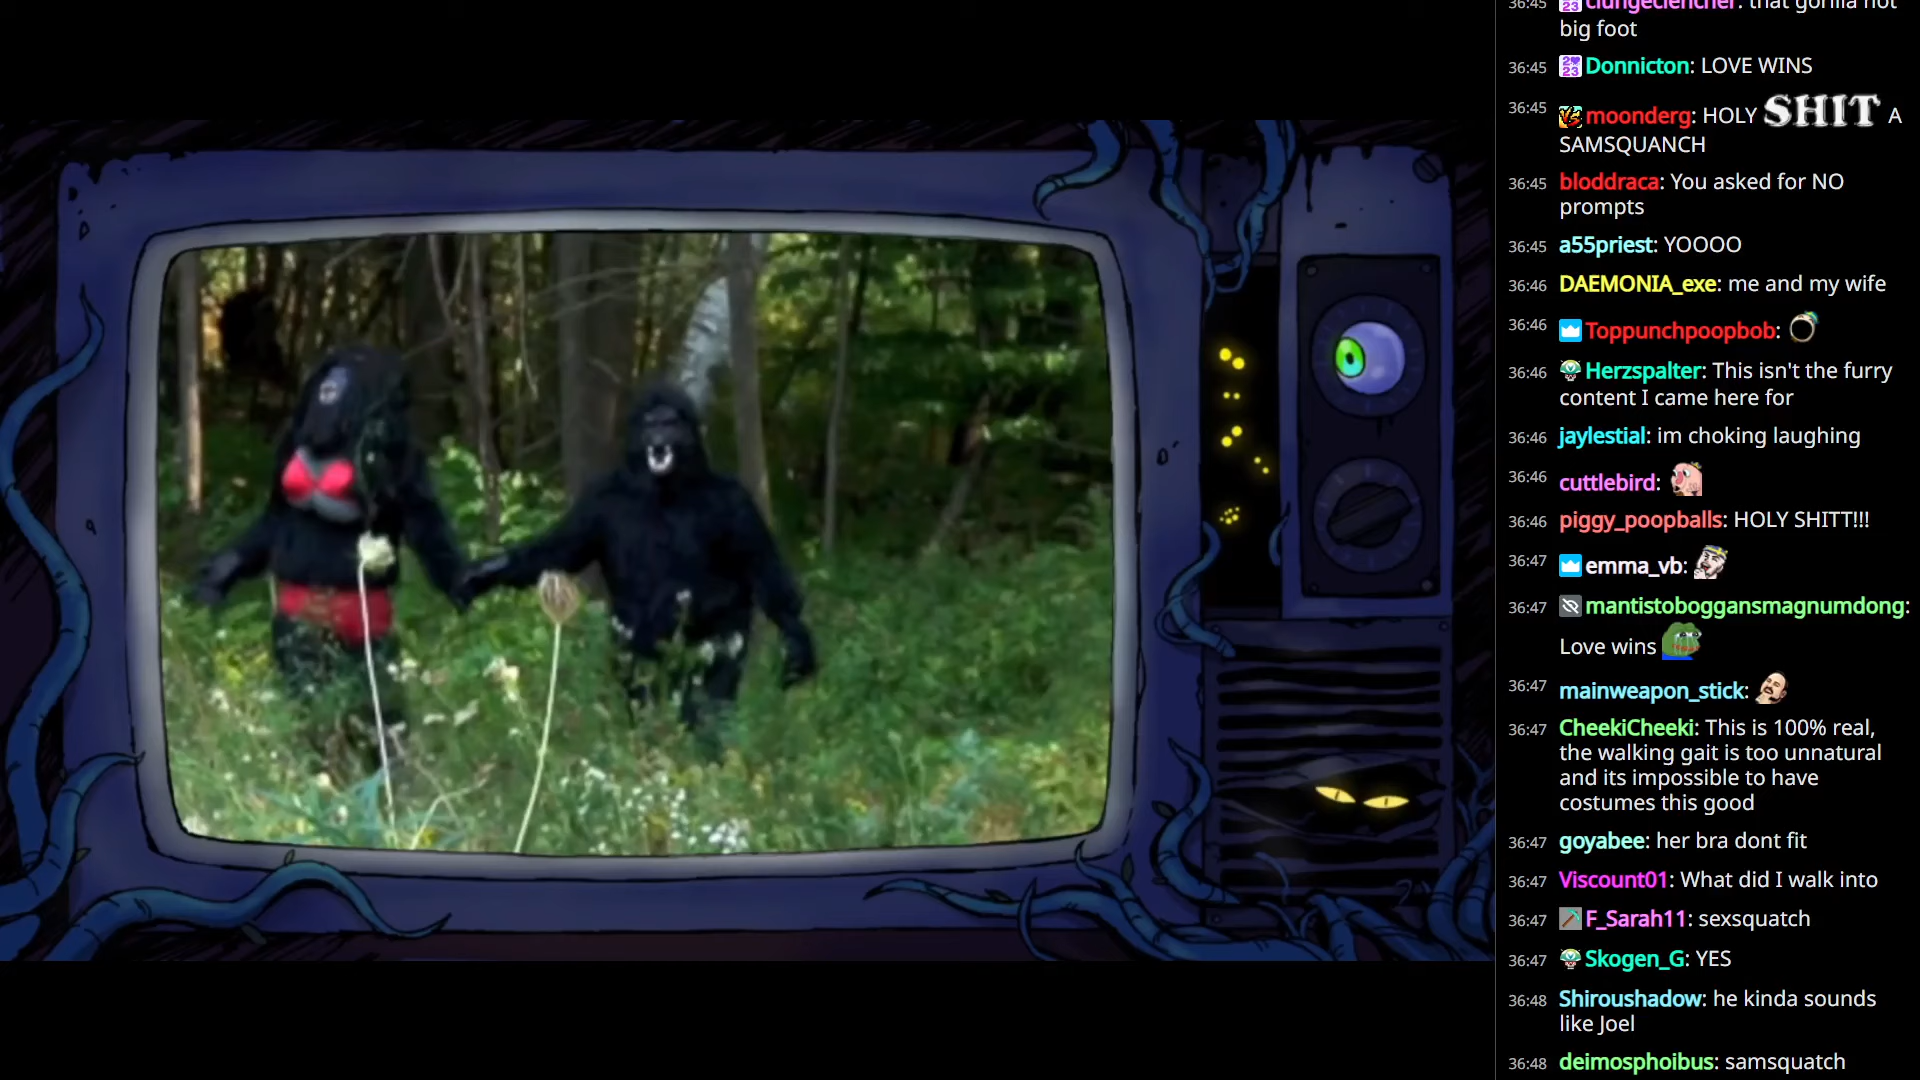 36:45 clungeclencher: that gorilla not
big foot
36:45 Donnicton: LOVE WINS
36:45 moonderg: HOLY SHIT A
SAMSQUANCH
36:45 bloddraca: You asked for NO
prompts
36:45 a55priest: YOOOO
36:46 DAEMONIA_exe: me and my wife
36:46 Toppunchpoopbob:
36:46 Herzspalter: This isn't the furry
content I came here for
36:46 jaylestial: im choking laughing
36:46 cuttlebird:
36:46 piggy_poopballs: HOLY SHITT!!!
36:47 emma_vb:
36:47 mantistoboggansmagnumdong:
Love wins
36:47 mainweapon_stick:
36:47 CheekiCheeki: This is 100% real,
the walking gait is too unnatural
and its impossible to have
costumes this good
36:47 goyabee: her bra dont fit
36:47 Viscount01: What did I walk into
36:47 F_Sarah11: sexsquatch
36:47 Skogen_G: YES
36:48 Shiroushadow: he kinda sounds
like Joel
36:48 deimosphoibus: samsquatch